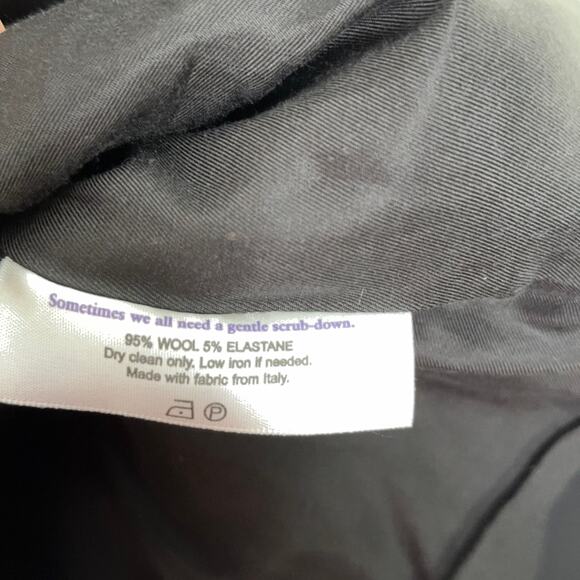 Sometimes we all need a gentle scrub-down.
95% WOOL 5% ELASTANE
Dry clean only. Low iron if needed.
Made with fabric from Italy.
P